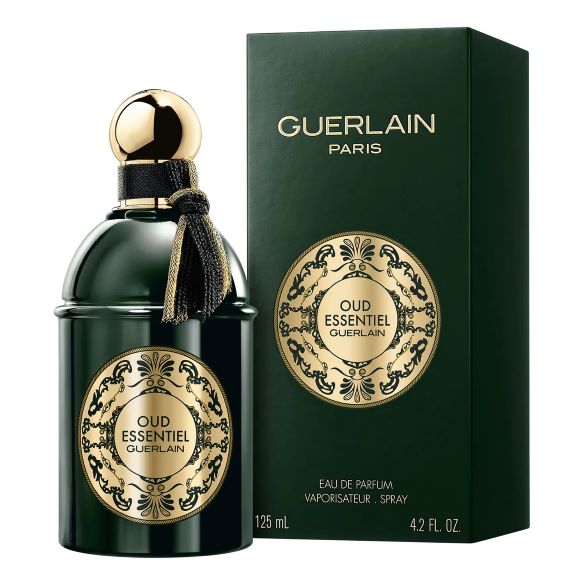 GUERLAIN
PARIS
OUD
ESSENTIEL
GUERLAIN
EAU DE PARFUM
VAPORISATEUR . SPRAY
125 mL 4.2 FL. OZ.
OUD
ESSENTIEL
GUERLAIN